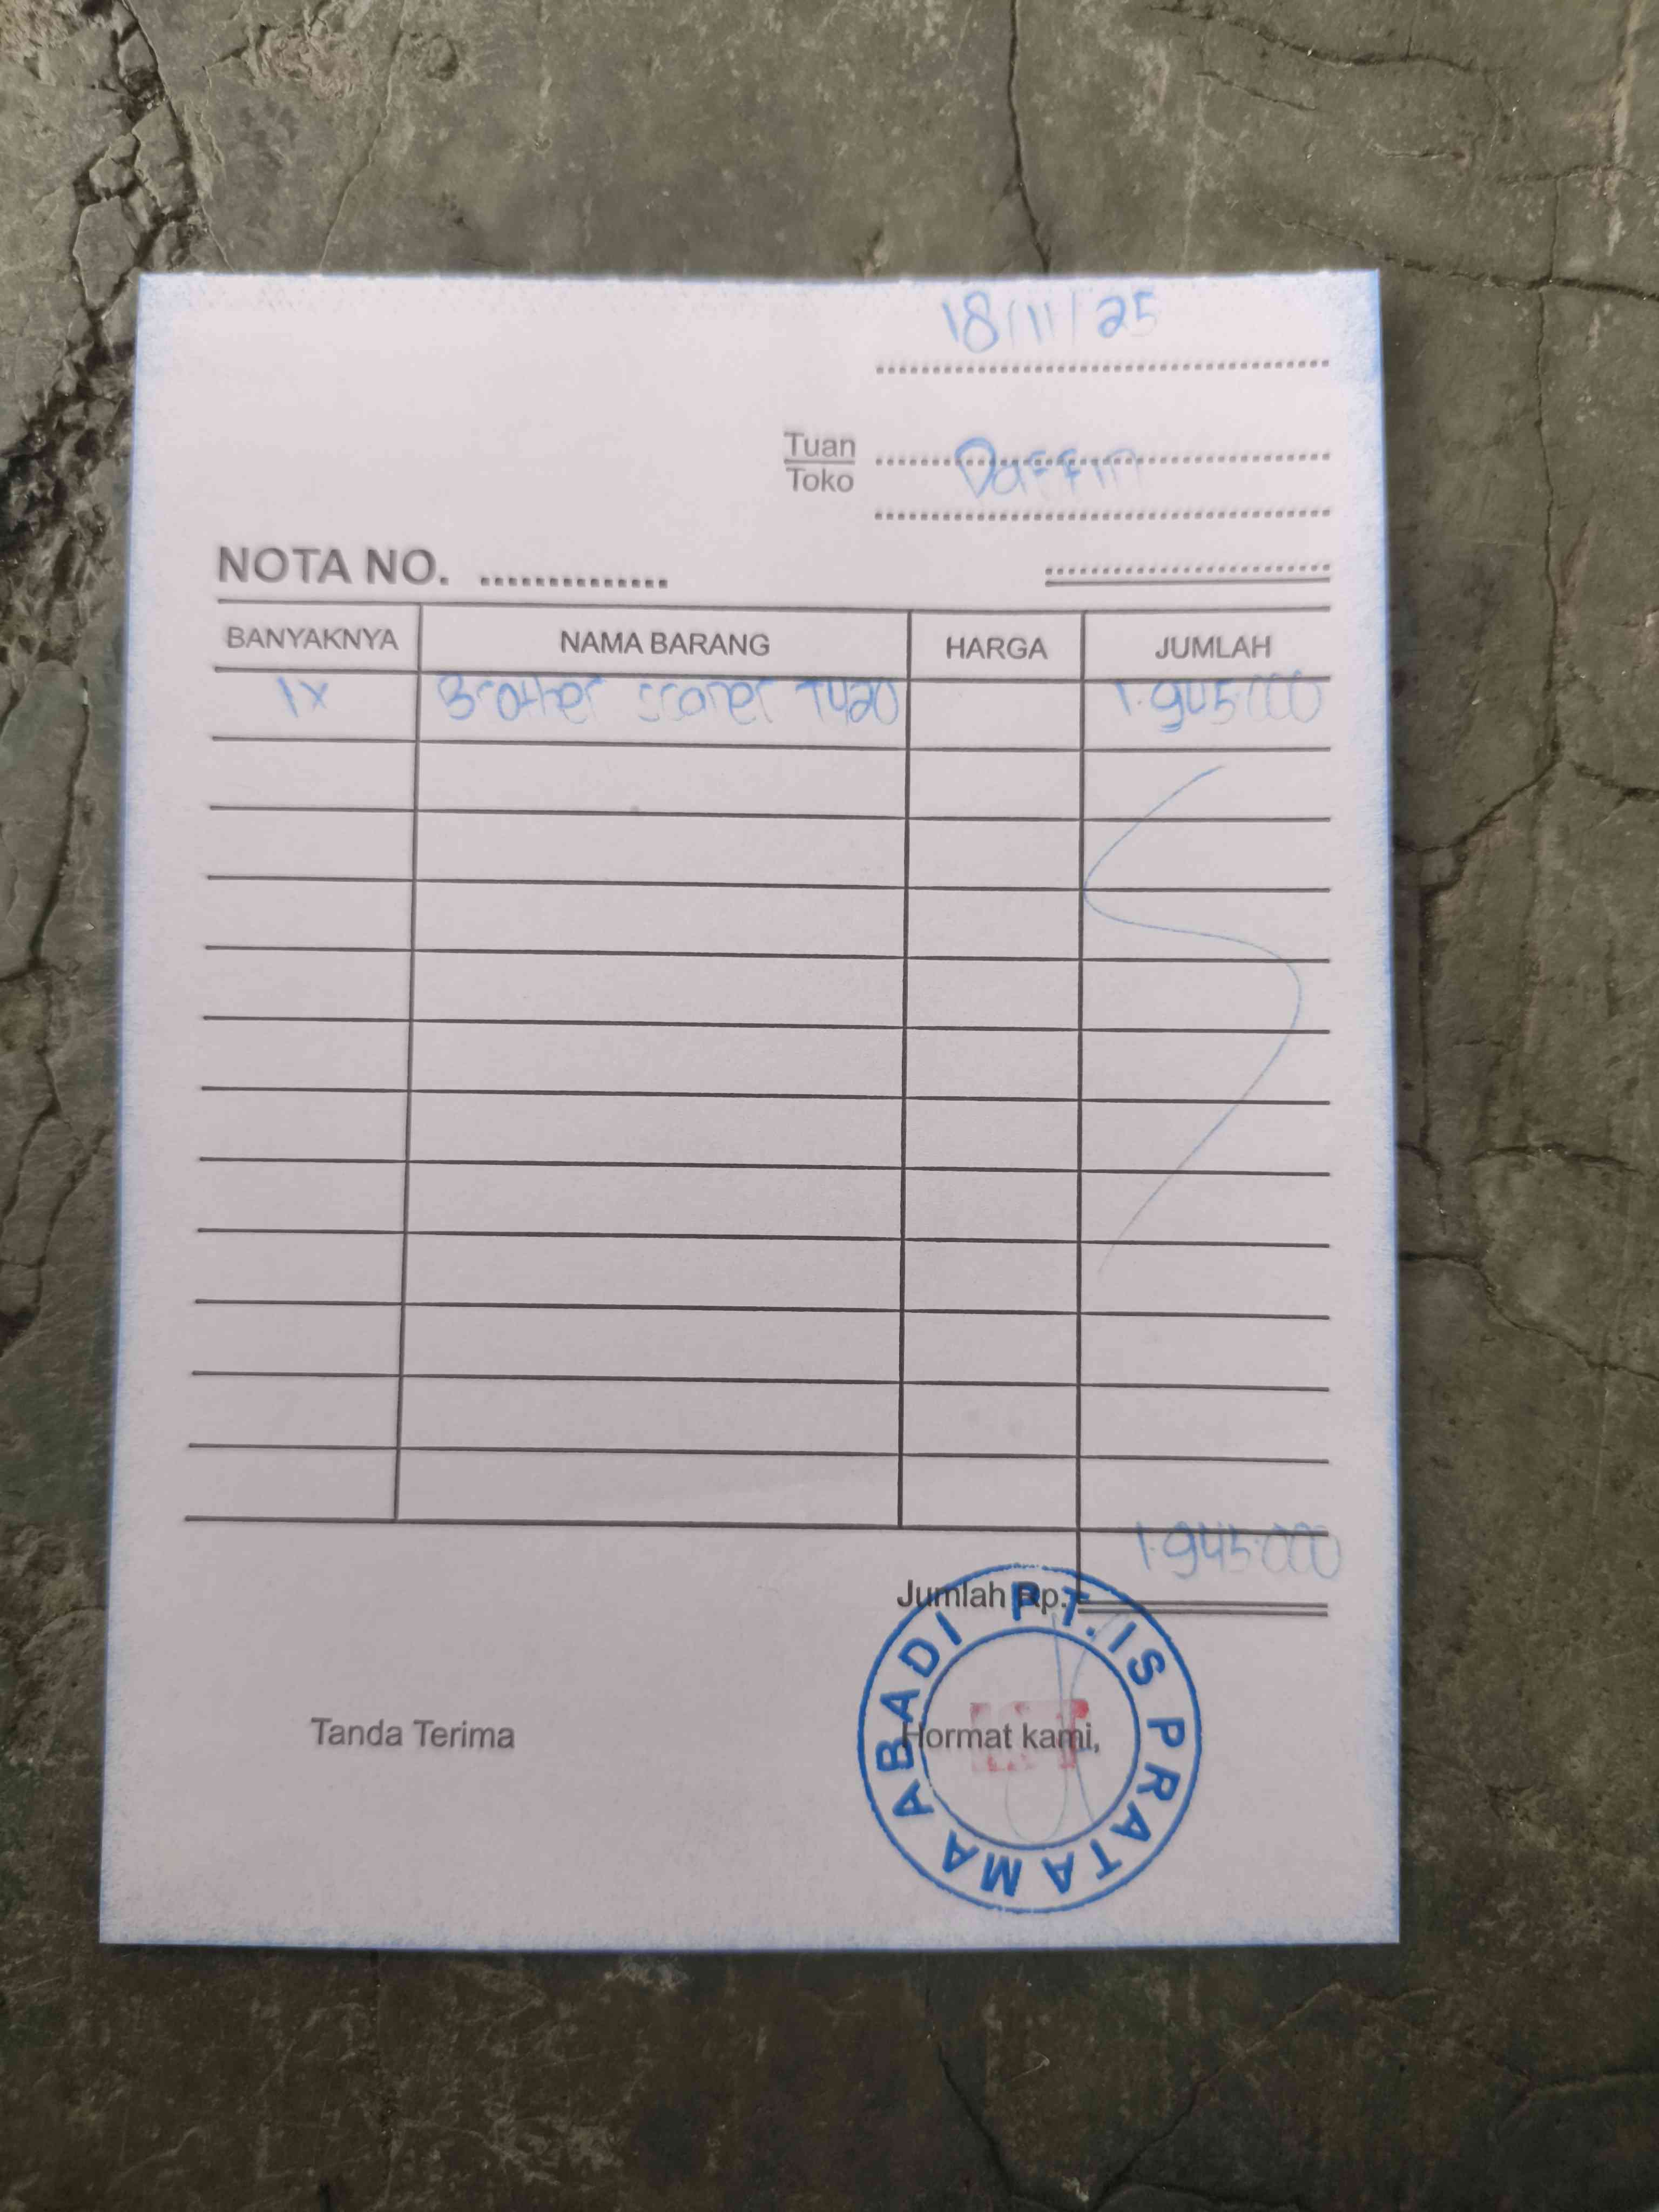 18/11/25
Tuan
Toko
Daffin
NOTA NO. ..............
BANYAKNYA NAMA BARANG HARGA JUMLAH
1x Brother scaner T420 1.945.000
1.945.000
Jumlah Rp.
Tanda Terima
Hormat kami,
PT. IS PRATAMA ABADI